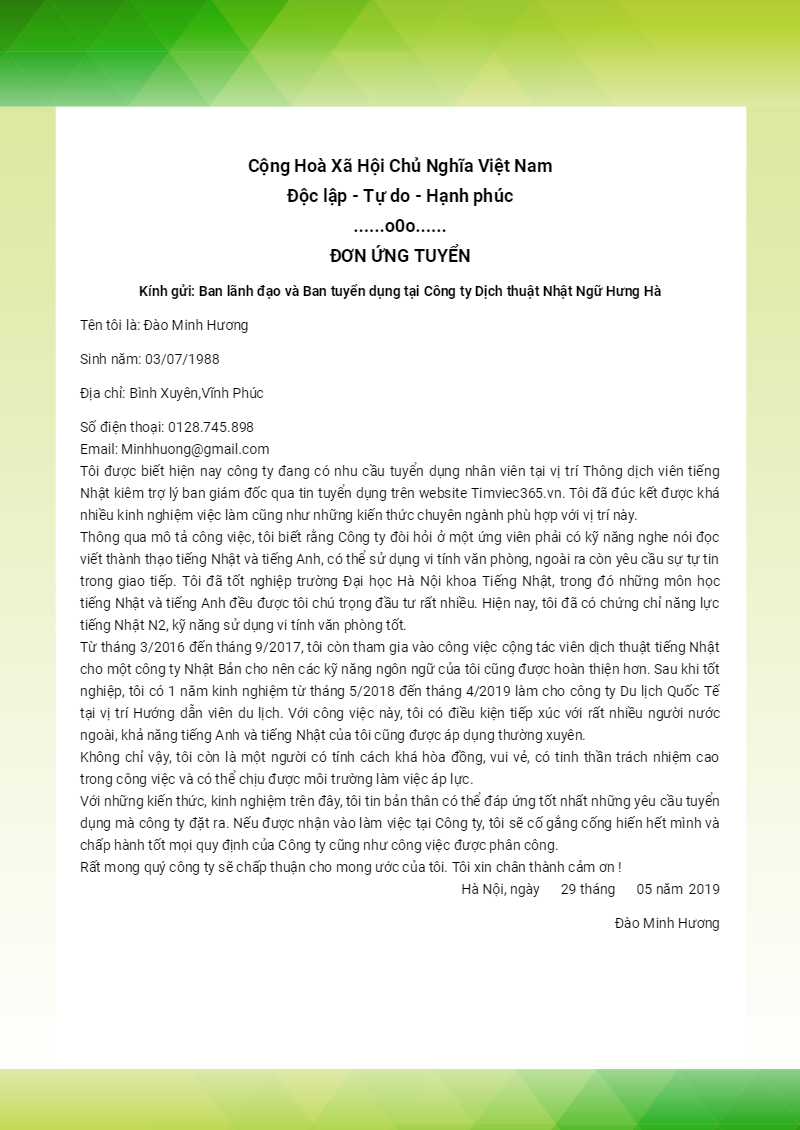 Cộng Hoà Xã Hội Chủ Nghĩa Việt Nam
Độc lập - Tự do - Hạnh phúc
......o0o......
ĐƠN ỨNG TUYỂN
Kính gửi: Ban lãnh đạo và Ban tuyển dụng tại Công ty Dịch thuật Nhật Ngữ Hưng Hà
Tên tôi là: Đào Minh Hương
Sinh năm: 03/07/1988
Địa chỉ: Bình Xuyên,Vĩnh Phúc
Số điện thoại: 0128.745.898
Email: Minhhuong@gmail.com
Tôi được biết hiện nay công ty đang có nhu cầu tuyển dụng nhân viên tại vị trí Thông dịch viên tiếng
Nhật kiêm trợ lý ban giám đốc qua tin tuyển dụng trên website Timviec365.vn. Tôi đã đúc kết được khá
nhiều kinh nghiệm việc làm cũng như những kiến thức chuyên ngành phù hợp với vị trí này.
Thông qua mô tả công việc, tôi biết rằng Công ty đòi hỏi ở một ứng viên phải có kỹ năng nghe nói đọc
viết thành thạo tiếng Nhật và tiếng Anh, có thể sử dụng vi tính văn phòng, ngoài ra còn yêu cầu sự tự tin
trong giao tiếp. Tôi đã tốt nghiệp trường Đại học Hà Nội khoa Tiếng Nhật, trong đó những môn học
tiếng Nhật và tiếng Anh đều được tôi chú trọng đầu tư rất nhiều. Hiện nay, tôi đã có chứng chỉ năng lực
tiếng Nhật N2, kỹ năng sử dụng vi tính văn phòng tốt.
Từ tháng 3/2016 đến tháng 9/2017, tôi còn tham gia vào công việc cộng tác viên dịch thuật tiếng Nhật
cho một công ty Nhật Bản cho nên các kỹ năng ngôn ngữ của tôi cũng được hoàn thiện hơn. Sau khi tốt
nghiệp, tôi có 1 năm kinh nghiệm từ tháng 5/2018 đến tháng 4/2019 làm cho công ty Du lịch Quốc Tế
tại vị trí Hướng dẫn viên du lịch. Với công việc này, tôi có điều kiện tiếp xúc với rất nhiều người nước
ngoài, khả năng tiếng Anh và tiếng Nhật của tôi cũng được áp dụng thường xuyên.
Không chỉ vậy, tôi còn là một người có tính cách khá hòa đồng, vui vẻ, có tinh thần trách nhiệm cao
trong công việc và có thể chịu được môi trường làm việc áp lực.
Với những kiến thức, kinh nghiệm trên đây, tôi tin bản thân có thể đáp ứng tốt nhất những yêu cầu tuyển
dụng mà công ty đặt ra. Nếu được nhận vào làm việc tại Công ty, tôi sẽ cố gắng cống hiến hết mình và
chấp hành tốt mọi quy định của Công ty cũng như công việc được phân công.
Rất mong quý công ty sẽ chấp thuận cho mong ước của tôi. Tôi xin chân thành cảm ơn !
Hà Nội, ngày 29 tháng 05 năm 2019
Đào Minh Hương